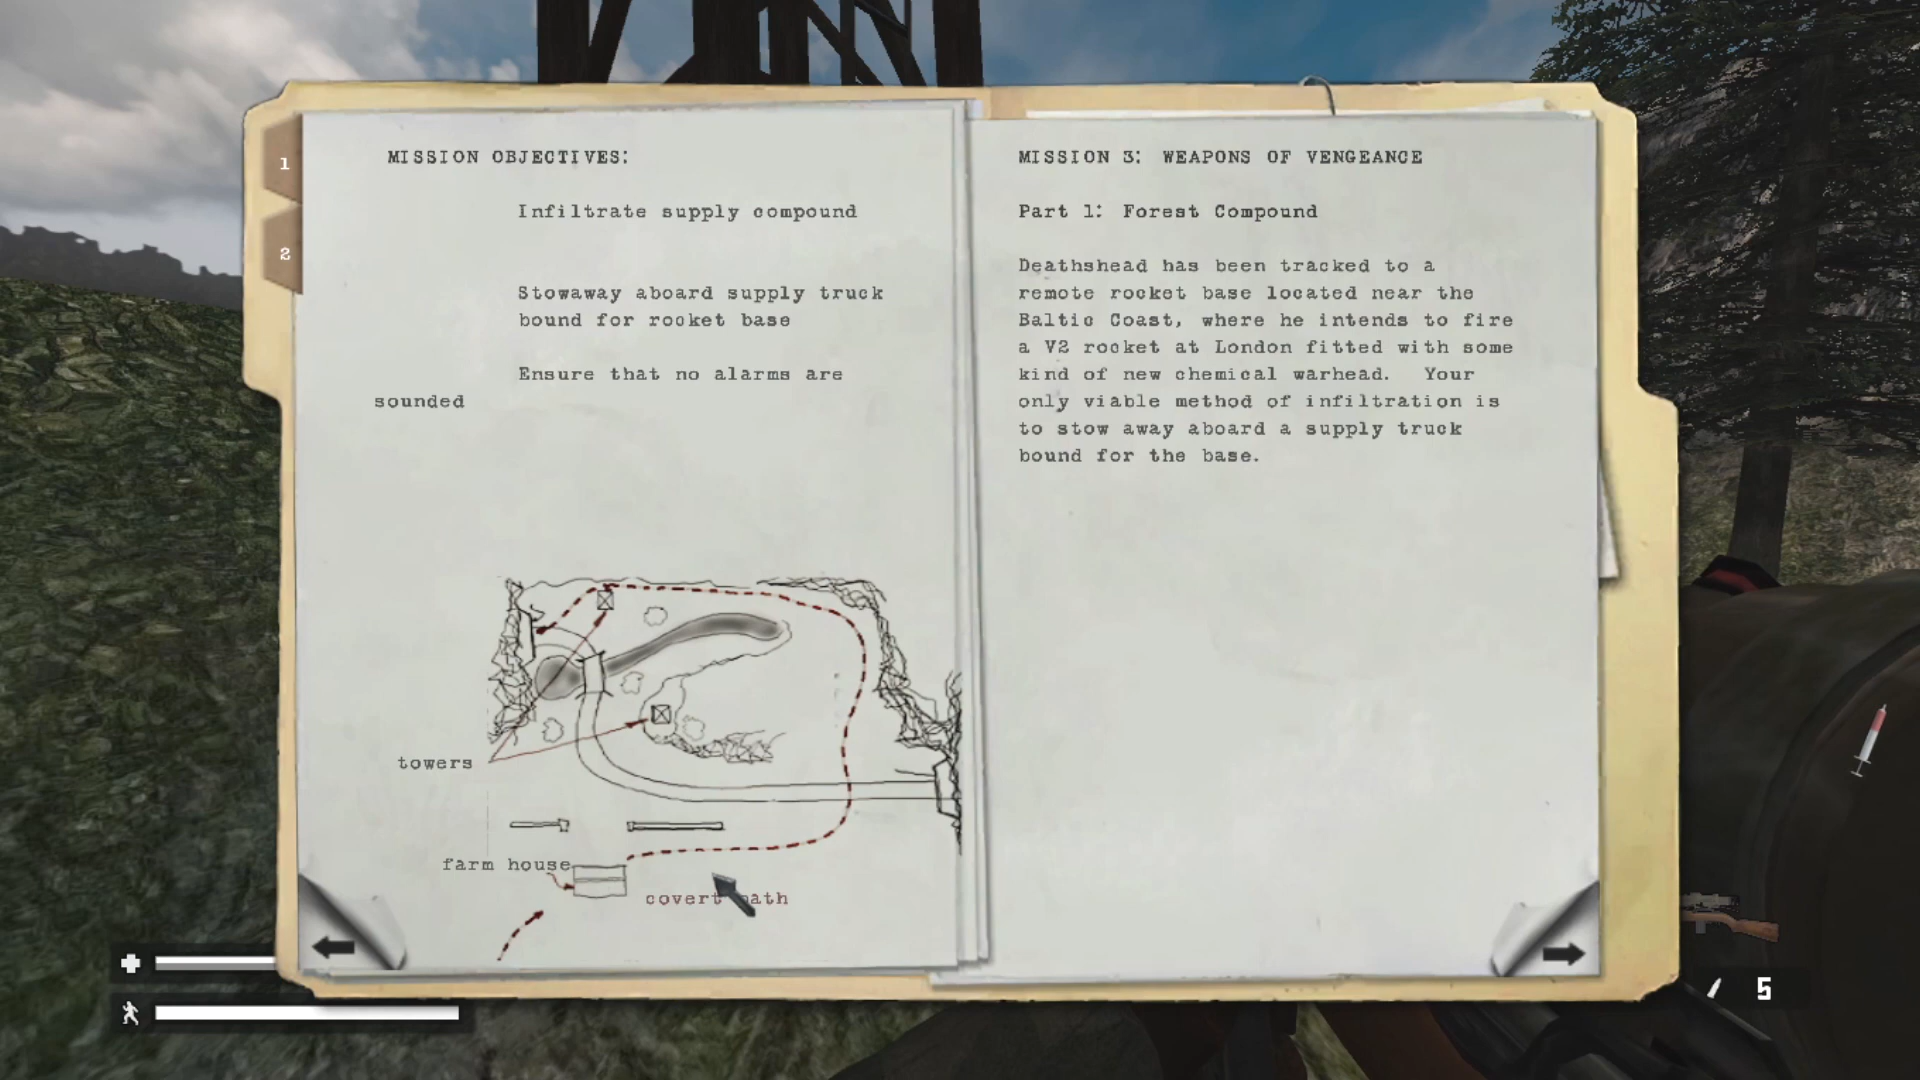 1
2
MISSION OBJECTIVES:
Infiltrate supply compound
Stowaway aboard supply truck
bound for rocket base
Ensure that no alarms are
sounded
towers
farm house
covert path
MISSION 3: WEAPONS OF VENGEANCE
Part 1: Forest Compound
Deathshead has been tracked to a
remote rocket base located near the
Baltic Coast, where he intends to fire
a V2 rocket at London fitted with some
kind of new chemical warhead. Your
only viable method of infiltration is
to stow away aboard a supply truck
bound for the base.
5